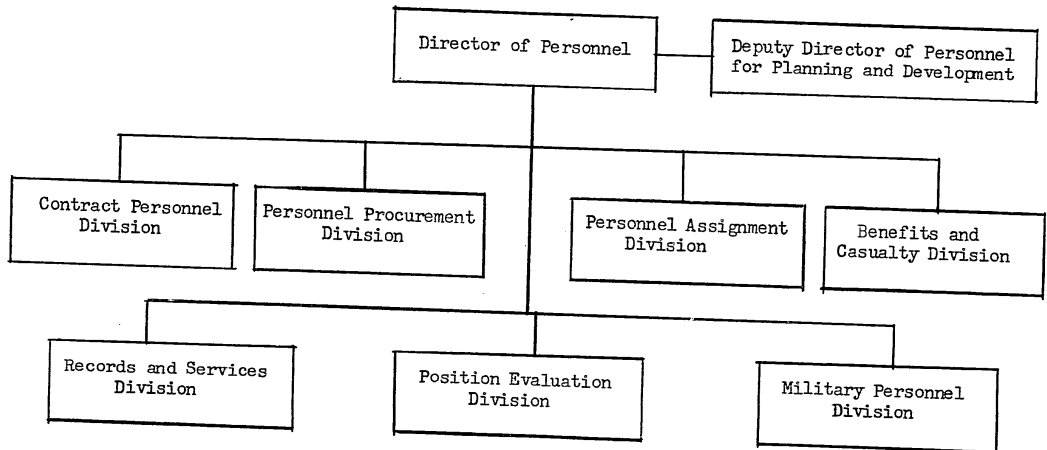 Director of Personnel
Deputy Director of Personnel
for Planning and Development
Contract Personnel
Division
Personnel Procurement
Division
Personnel Assignment
Division
Benefits and
Casualty Division
Records and Services
Division
Position Evaluation
Division
Military Personnel
Division